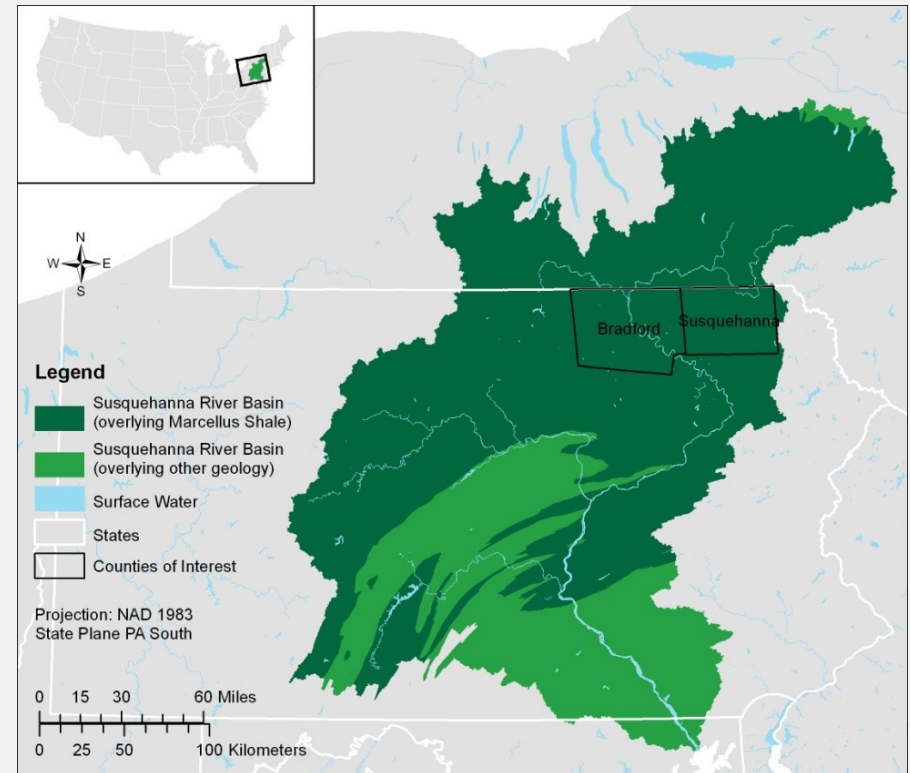 N
W E
S
Bradford
Susquehanna
Legend
Susquehanna River Basin
(overlying Marcellus Shale)
Susquehanna River Basin
(overlying other geology)
Surface Water
States
Counties of Interest
Projection: NAD 1983
State Plane PA South
0 15 30 60 Miles
0 25 50 100 Kilometers